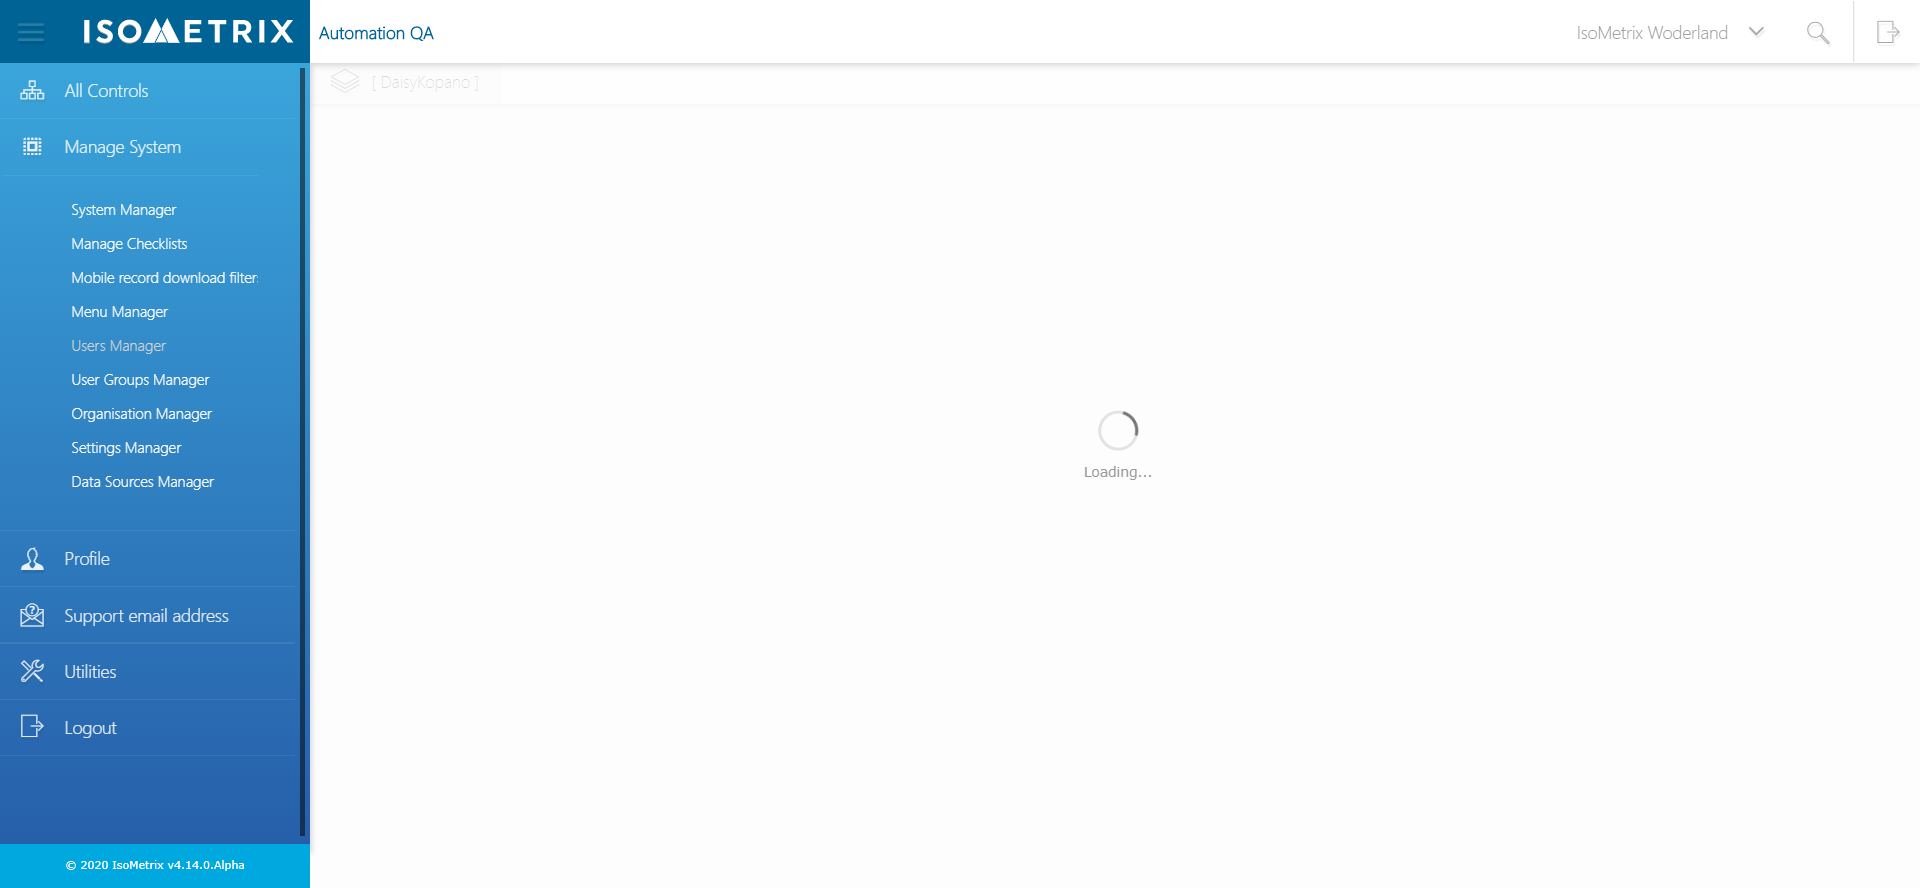 ISOMETRIX
Automation QA
IsoMetrix Woderland
All Controls
[ DaisyKopano ]
Manage System
System Manager
Manage Checklists
Mobile record download filter
Menu Manager
Users Manager
User Groups Manager
Organisation Manager
Settings Manager
Data Sources Manager
Loading...
Profile
Support email address
Utilities
Logout
© 2020 IsoMetrix v4.14.0.Alpha